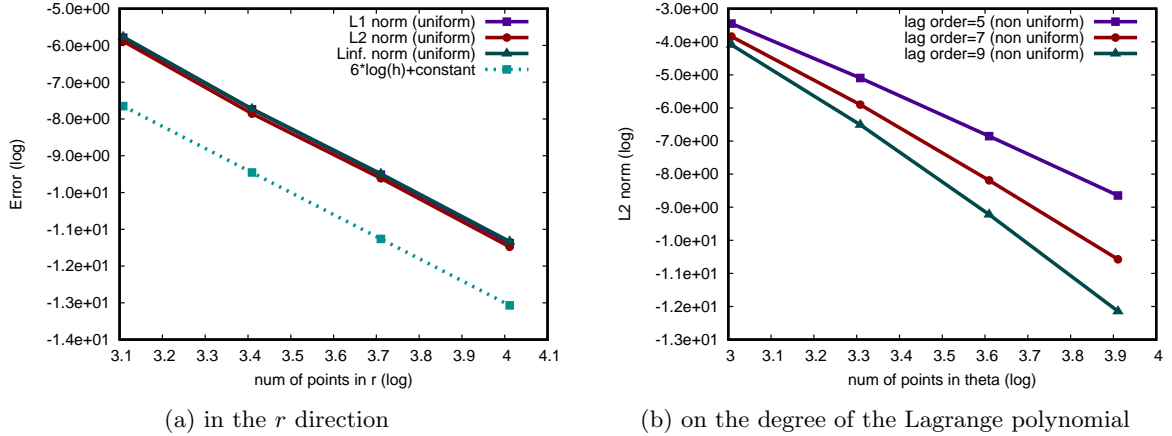 -5.0e+00
-6.0e+00
-7.0e+00
-8.0e+00
-9.0e+00
-1.0e+01
-1.1e+01
-1.2e+01
-1.3e+01
-1.4e+01
3.1 3.2 3.3 3.4 3.5 3.6 3.7 3.8 3.9 4 4.1
Error (log)
num of points in r (log)
L1 norm (uniform)
L2 norm (uniform)
Linf. norm (uniform)
6*log(h)+constant
(a) in the r direction
-3.0e+00
-4.0e+00
-5.0e+00
-6.0e+00
-7.0e+00
-8.0e+00
-9.0e+00
-1.0e+01
-1.1e+01
-1.2e+01
-1.3e+01
3 3.1 3.2 3.3 3.4 3.5 3.6 3.7 3.8 3.9 4
L2 norm (log)
num of points in theta (log)
lag order=5 (non uniform)
lag order=7 (non uniform)
lag order=9 (non uniform)
(b) on the degree of the Lagrange polynomial